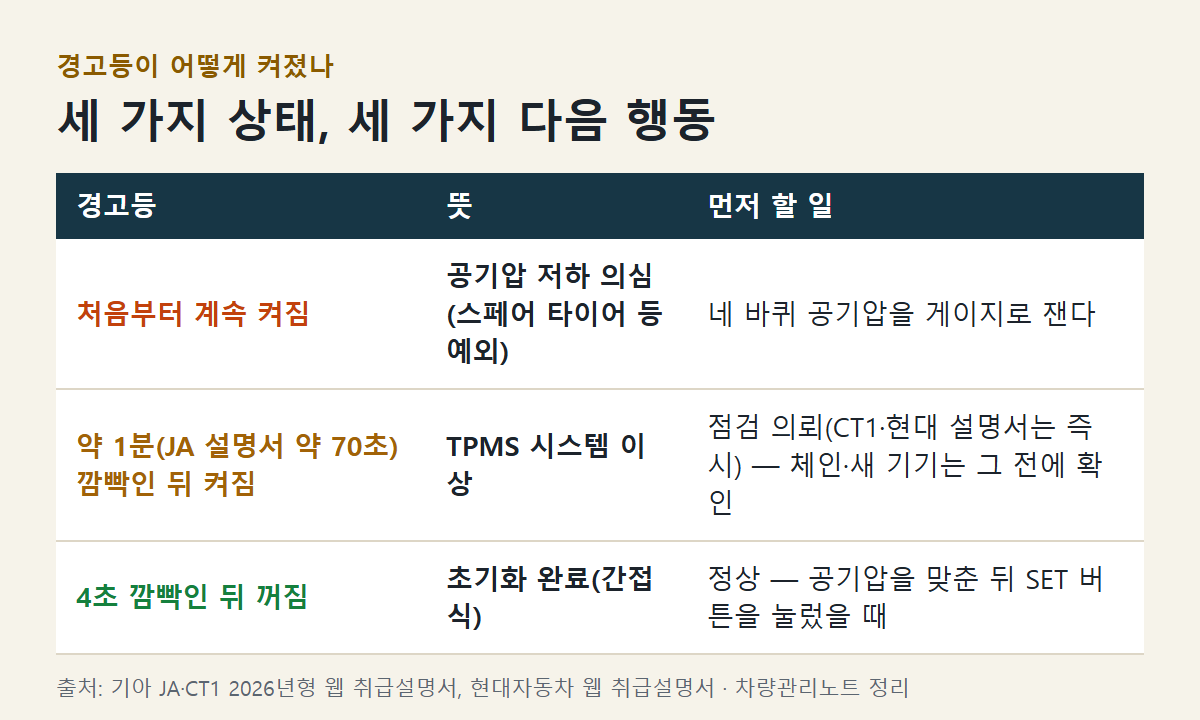 경고등이 어떻게 켜졌나
세 가지 상태, 세 가지 다음 행동
경고등
뜻
먼저 할 일
처음부터 계속 켜짐
공기압 저하 의심
(스페어 타이어 등
예외)
네 바퀴 공기압을 게이지로 잰다
약 1분(JA 설명서 약 70초)
깜빡인 뒤 켜짐
TPMS 시스템 이
상
점검 의뢰(CT1·현대 설명서는 즉
시) — 체인·새 기기는 그 전에 확
인
4초 깜빡인 뒤 꺼짐
초기화 완료(간접
식)
정상 — 공기압을 맞춘 뒤 SET 버
튼을 눌렀을 때
출처: 기아 JA·CT1 2026년형 웹 취급설명서, 현대자동차 웹 취급설명서 · 차량관리노트 정리